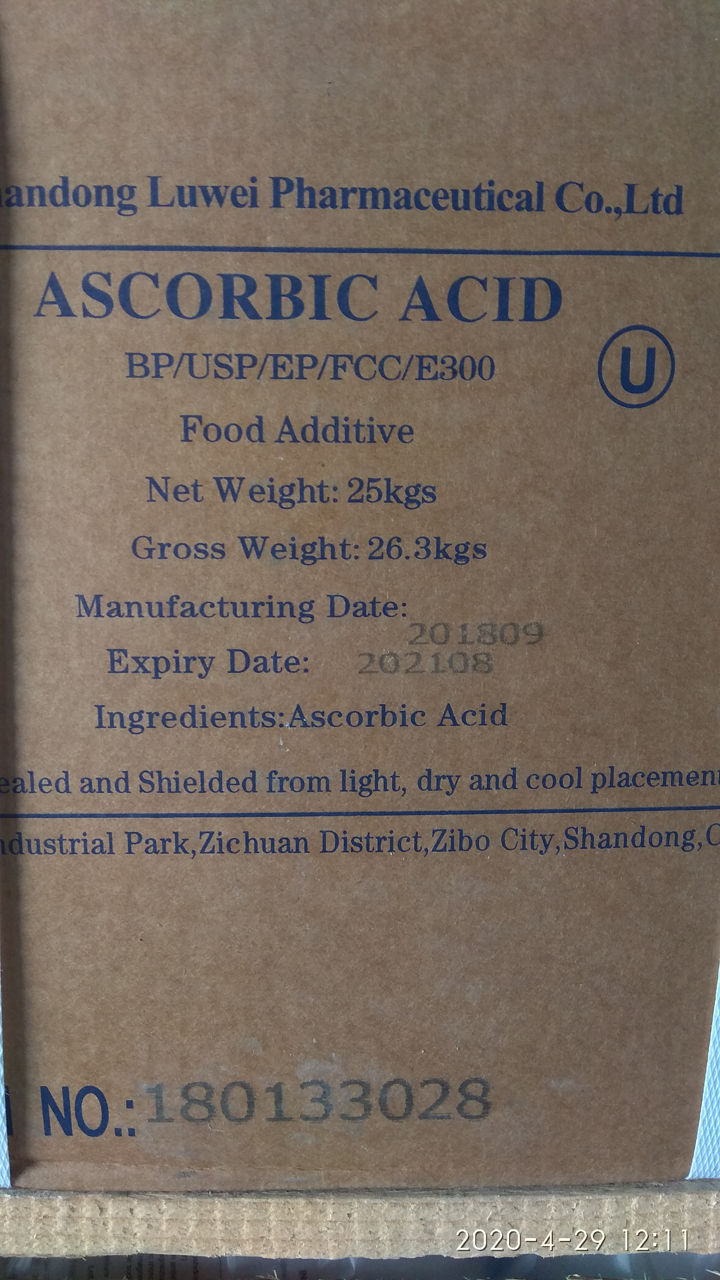 andong Luwei Pharmaceutical Co.,Ltd
ASCORBIC ACID
BP/USP/EP/FCC/E300
U
Food Additive
Net Weight: 25kgs
Gross Weight: 26.3kgs
Manufacturing Date:
201809
Expiry Date: 202108
Ingredients:Ascorbic Acid
ealed and Shielded from light, dry and cool placement
ndustrial Park,Zichuan District,Zibo City,Shandong,C
NO.:180133028
2020-4-29 12:11